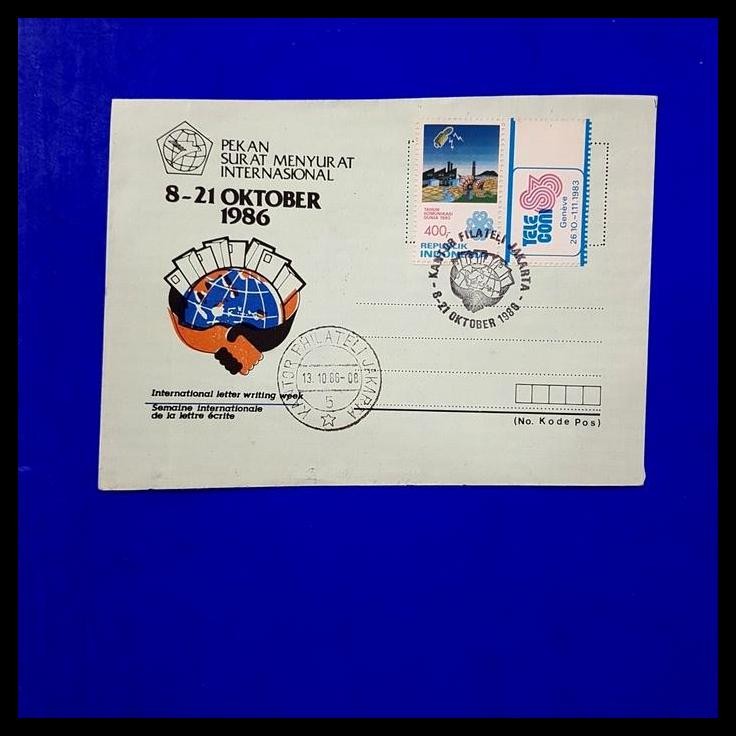 PEKAN
SURAT MENYURAT
INTERNASIONAL
8-21 OKTOBER
1986
TAHUN
KOMUNIKASI
DUNIA 1983
400,-
REPUBLIK
INDONESIA
TELE
COM 83
Genève
26.10.-1.11.1983
KANTOR FILATELI JAKARTA
- 8-21 OKTOBER 1986 -
KANTOR PHILATELI JAKARTA
13.10.86-08
5
International letter writing week
Semaine internationale
de la lettre écrite
(No. Kode Pos)